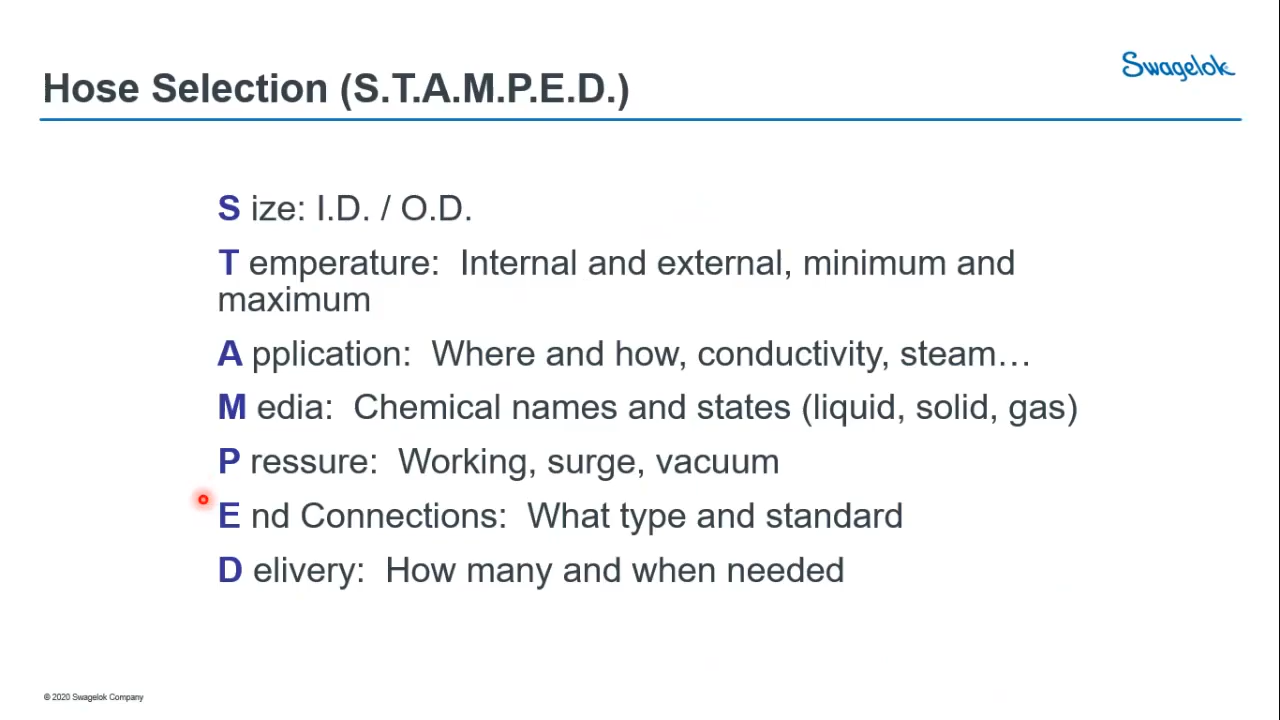 Swagelok
Hose Selection (S.T.A.M.P.E.D.)
S ize: I.D. / O.D.
T emperature:  Internal and external, minimum and
maximum
A pplication:  Where and how, conductivity, steam…
M edia:  Chemical names and states (liquid, solid, gas)
P ressure:  Working, surge, vacuum
E nd Connections:  What type and standard
D elivery:  How many and when needed
© 2020 Swagelok Company